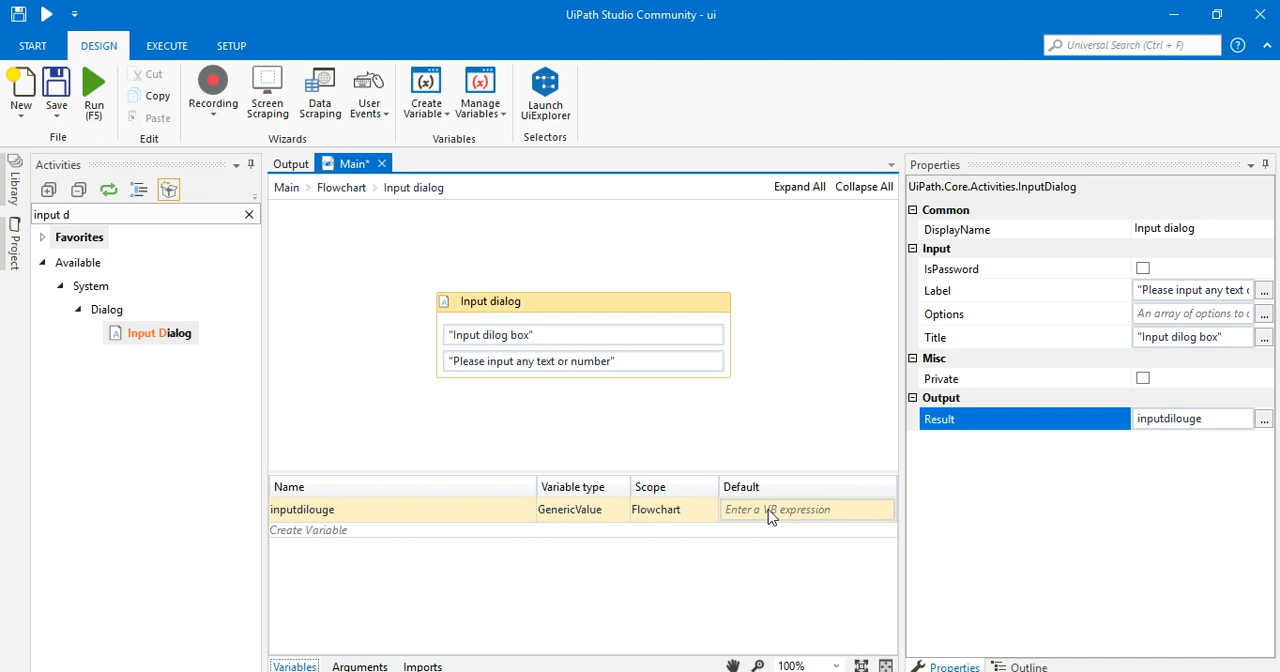 UiPath Studio Community - ui
START DESIGN EXECUTE SETUP
Universal Search (Ctrl + F)
New Save Run (F5)
Cut
Copy
Paste
Recording Screen Scraping Data Scraping User Events
Create Variable Manage Variables
Launch UiExplorer
File Edit Wizards Variables Selectors
Library
Project
Activities
input d
Favorites
Available
System
Dialog
Input Dialog
Output Main*
Main > Flowchart > Input dialog
Expand All Collapse All
Input dialog
"Input dilog box"
"Please input any text or number"
Name Variable type Scope Default
inputdilouge GenericValue Flowchart Enter a VB expression
Create Variable
Variables Arguments Imports
100%
Properties
UiPath.Core.Activities.InputDialog
Common
DisplayName Input dialog
Input
IsPassword
Label "Please input any text c ...
Options An array of options to c ...
Title "Input dilog box" ...
Misc
Private
Output
Result inputdilouge ...
Properties Outline